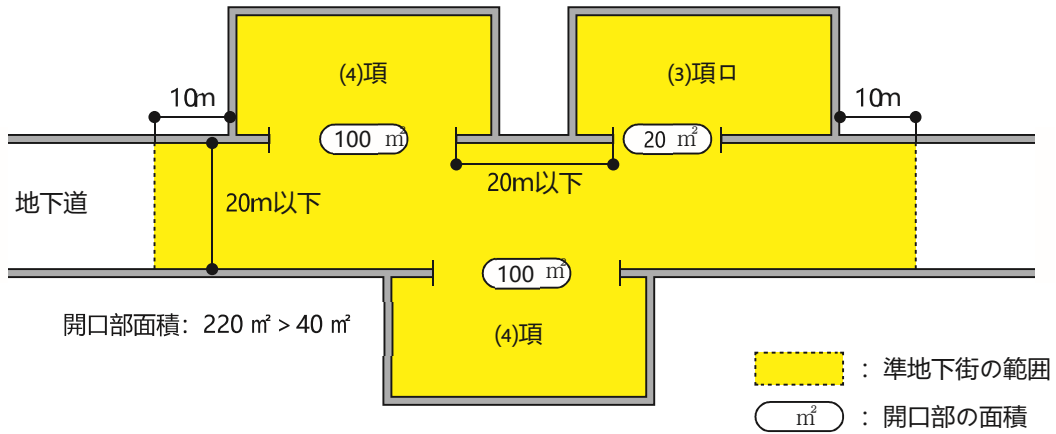 (4)項
(3)項ロ
10m
10m
100 ㎡
20 ㎡
20m以下
地下道
20m以下
100 ㎡
開口部面積：220 ㎡ > 40 ㎡
(4)項
：準地下街の範囲
㎡ ：開口部の面積